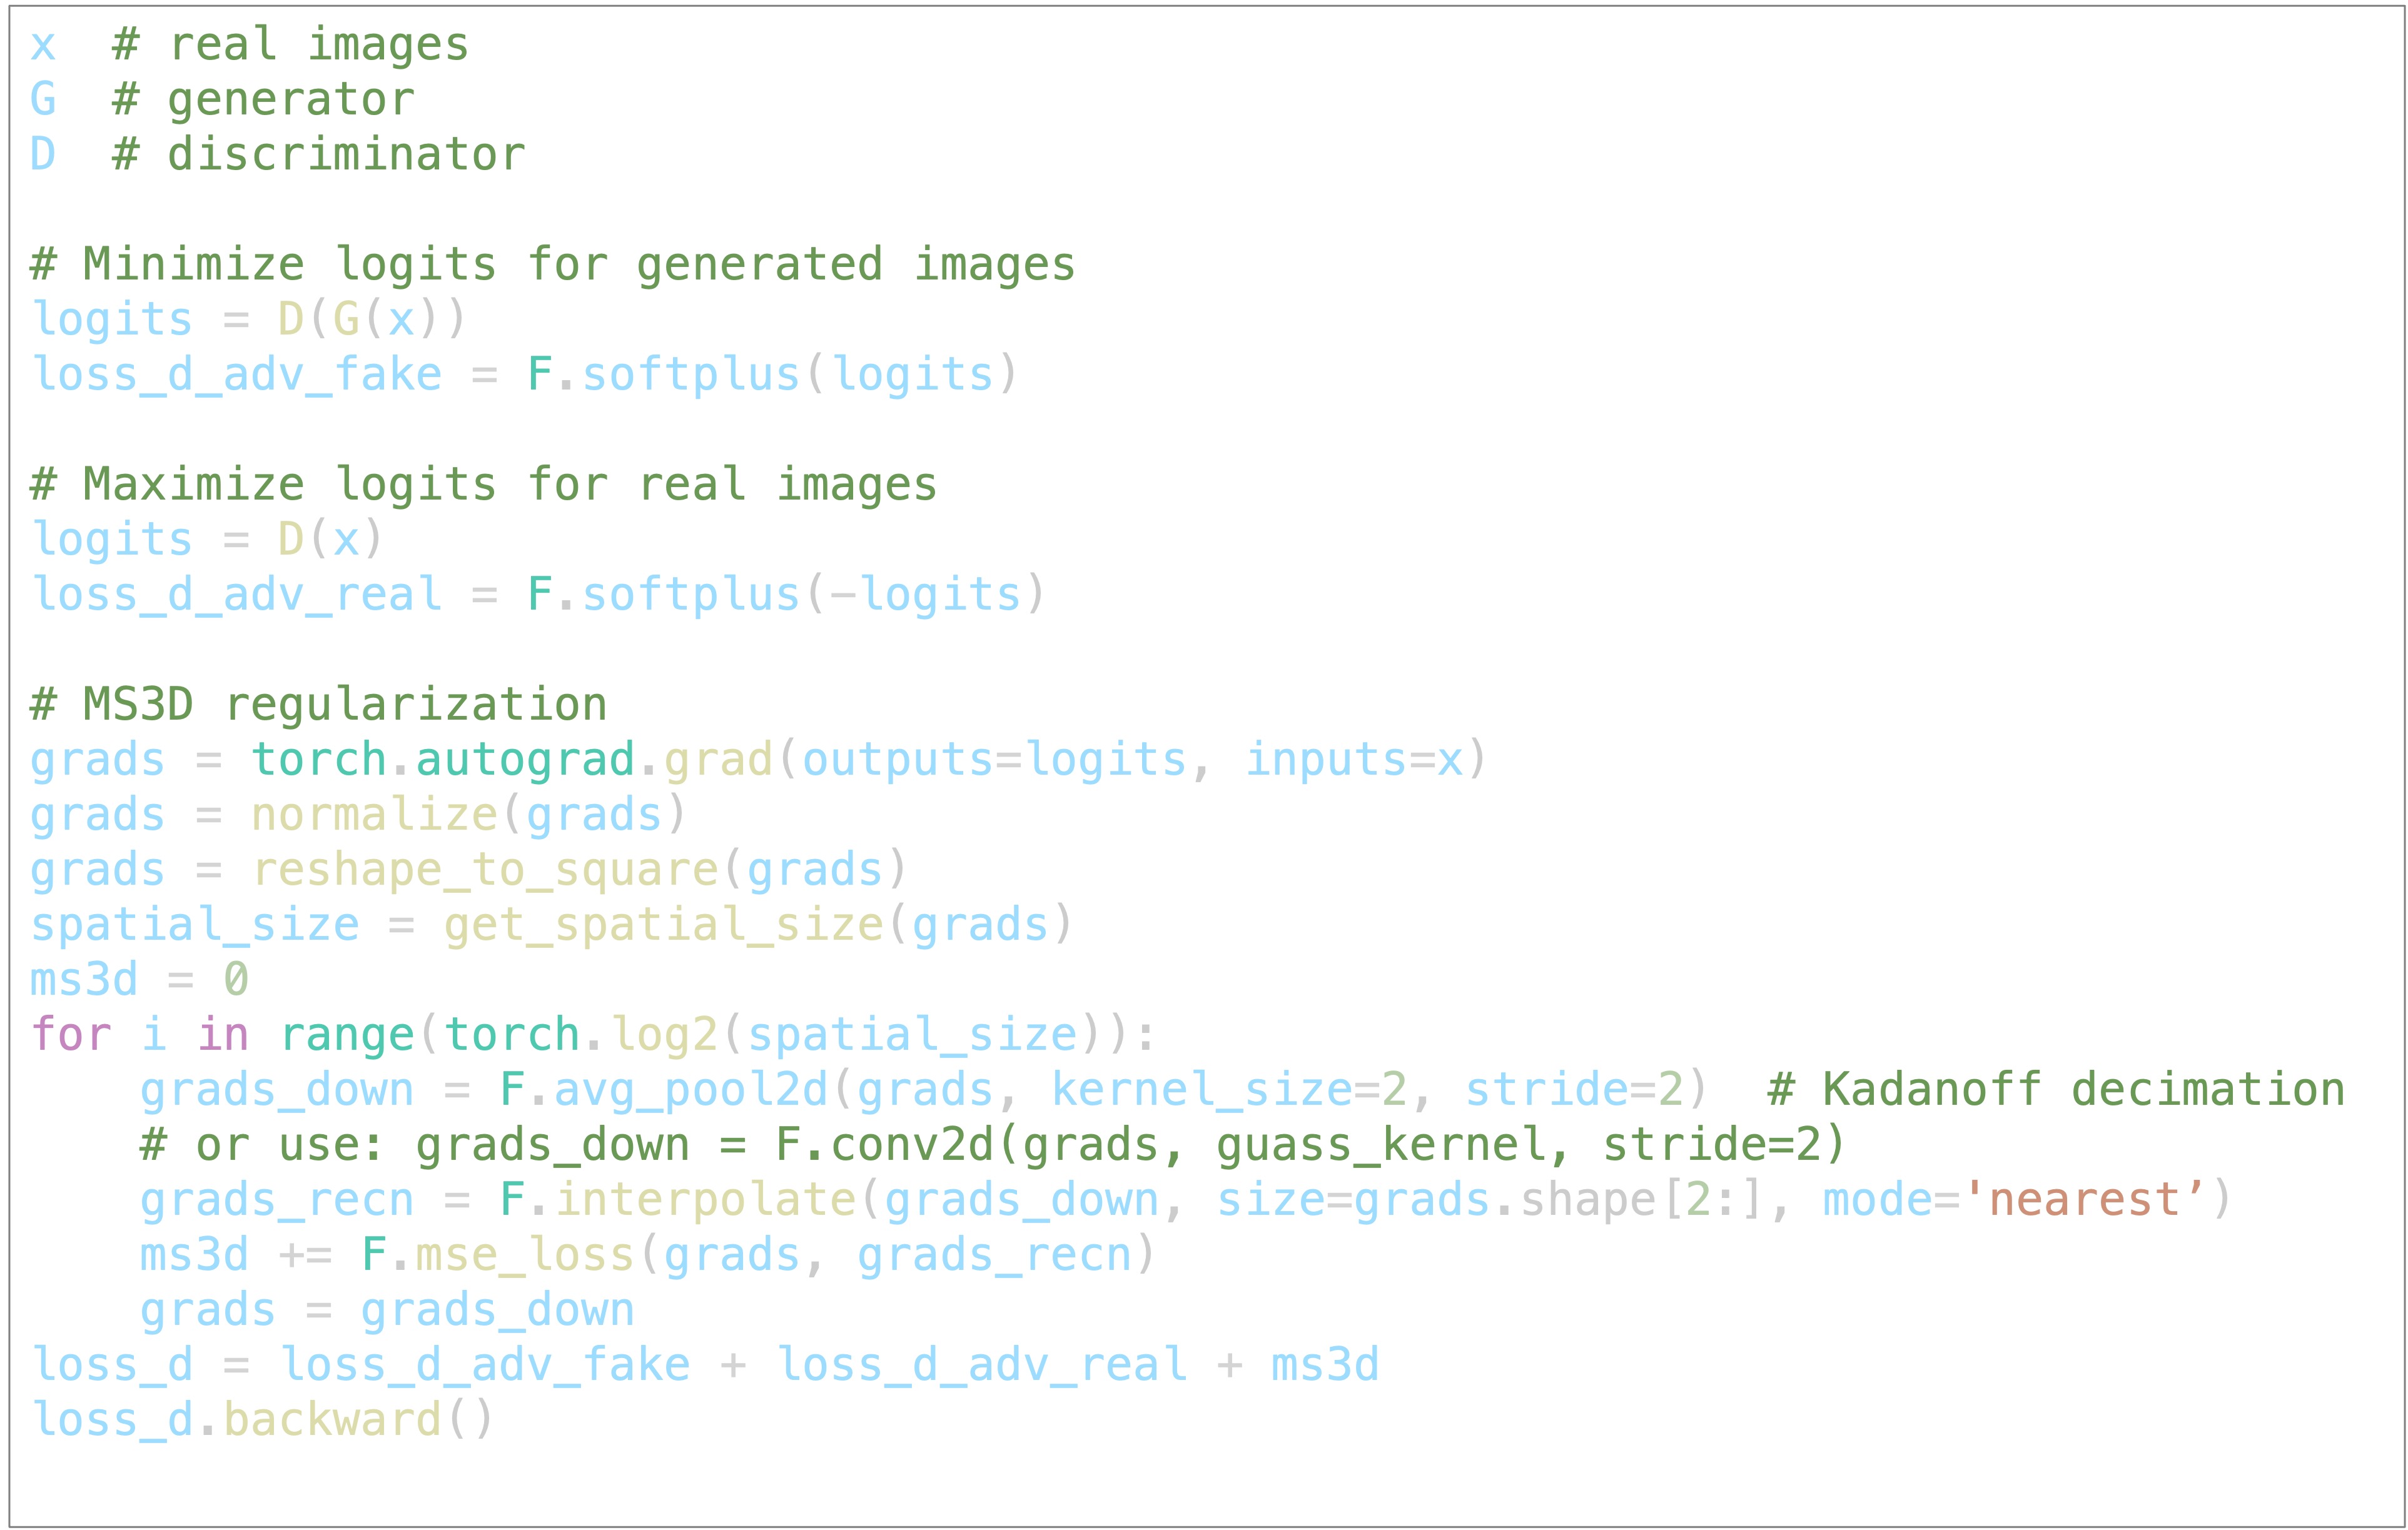 x  # real images
G  # generator
D  # discriminator
# Minimize logits for generated images
logits = D(G(x))
loss_d_adv_fake = F.softplus(logits)
# Maximize logits for real images
logits = D(x)
loss_d_adv_real = F.softplus(−logits)
# MS3D regularization
grads = torch.autograd.grad(outputs=logits, inputs=x)
grads = normalize(grads)
grads = reshape_to_square(grads)
spatial_size = get_spatial_size(grads)
ms3d = 0
for i in range(torch.log2(spatial_size)):
    grads_down = F.avg_pool2d(grads, kernel_size=2, stride=2)  # Kadanoff decimation
    # or use: grads_down = F.conv2d(grads, guass_kernel, stride=2)
    grads_recn = F.interpolate(grads_down, size=grads.shape[2:], mode='nearest’)
    ms3d += F.mse_loss(grads, grads_recn)
    grads = grads_down
loss_d = loss_d_adv_fake + loss_d_adv_real + ms3d
loss_d.backward()